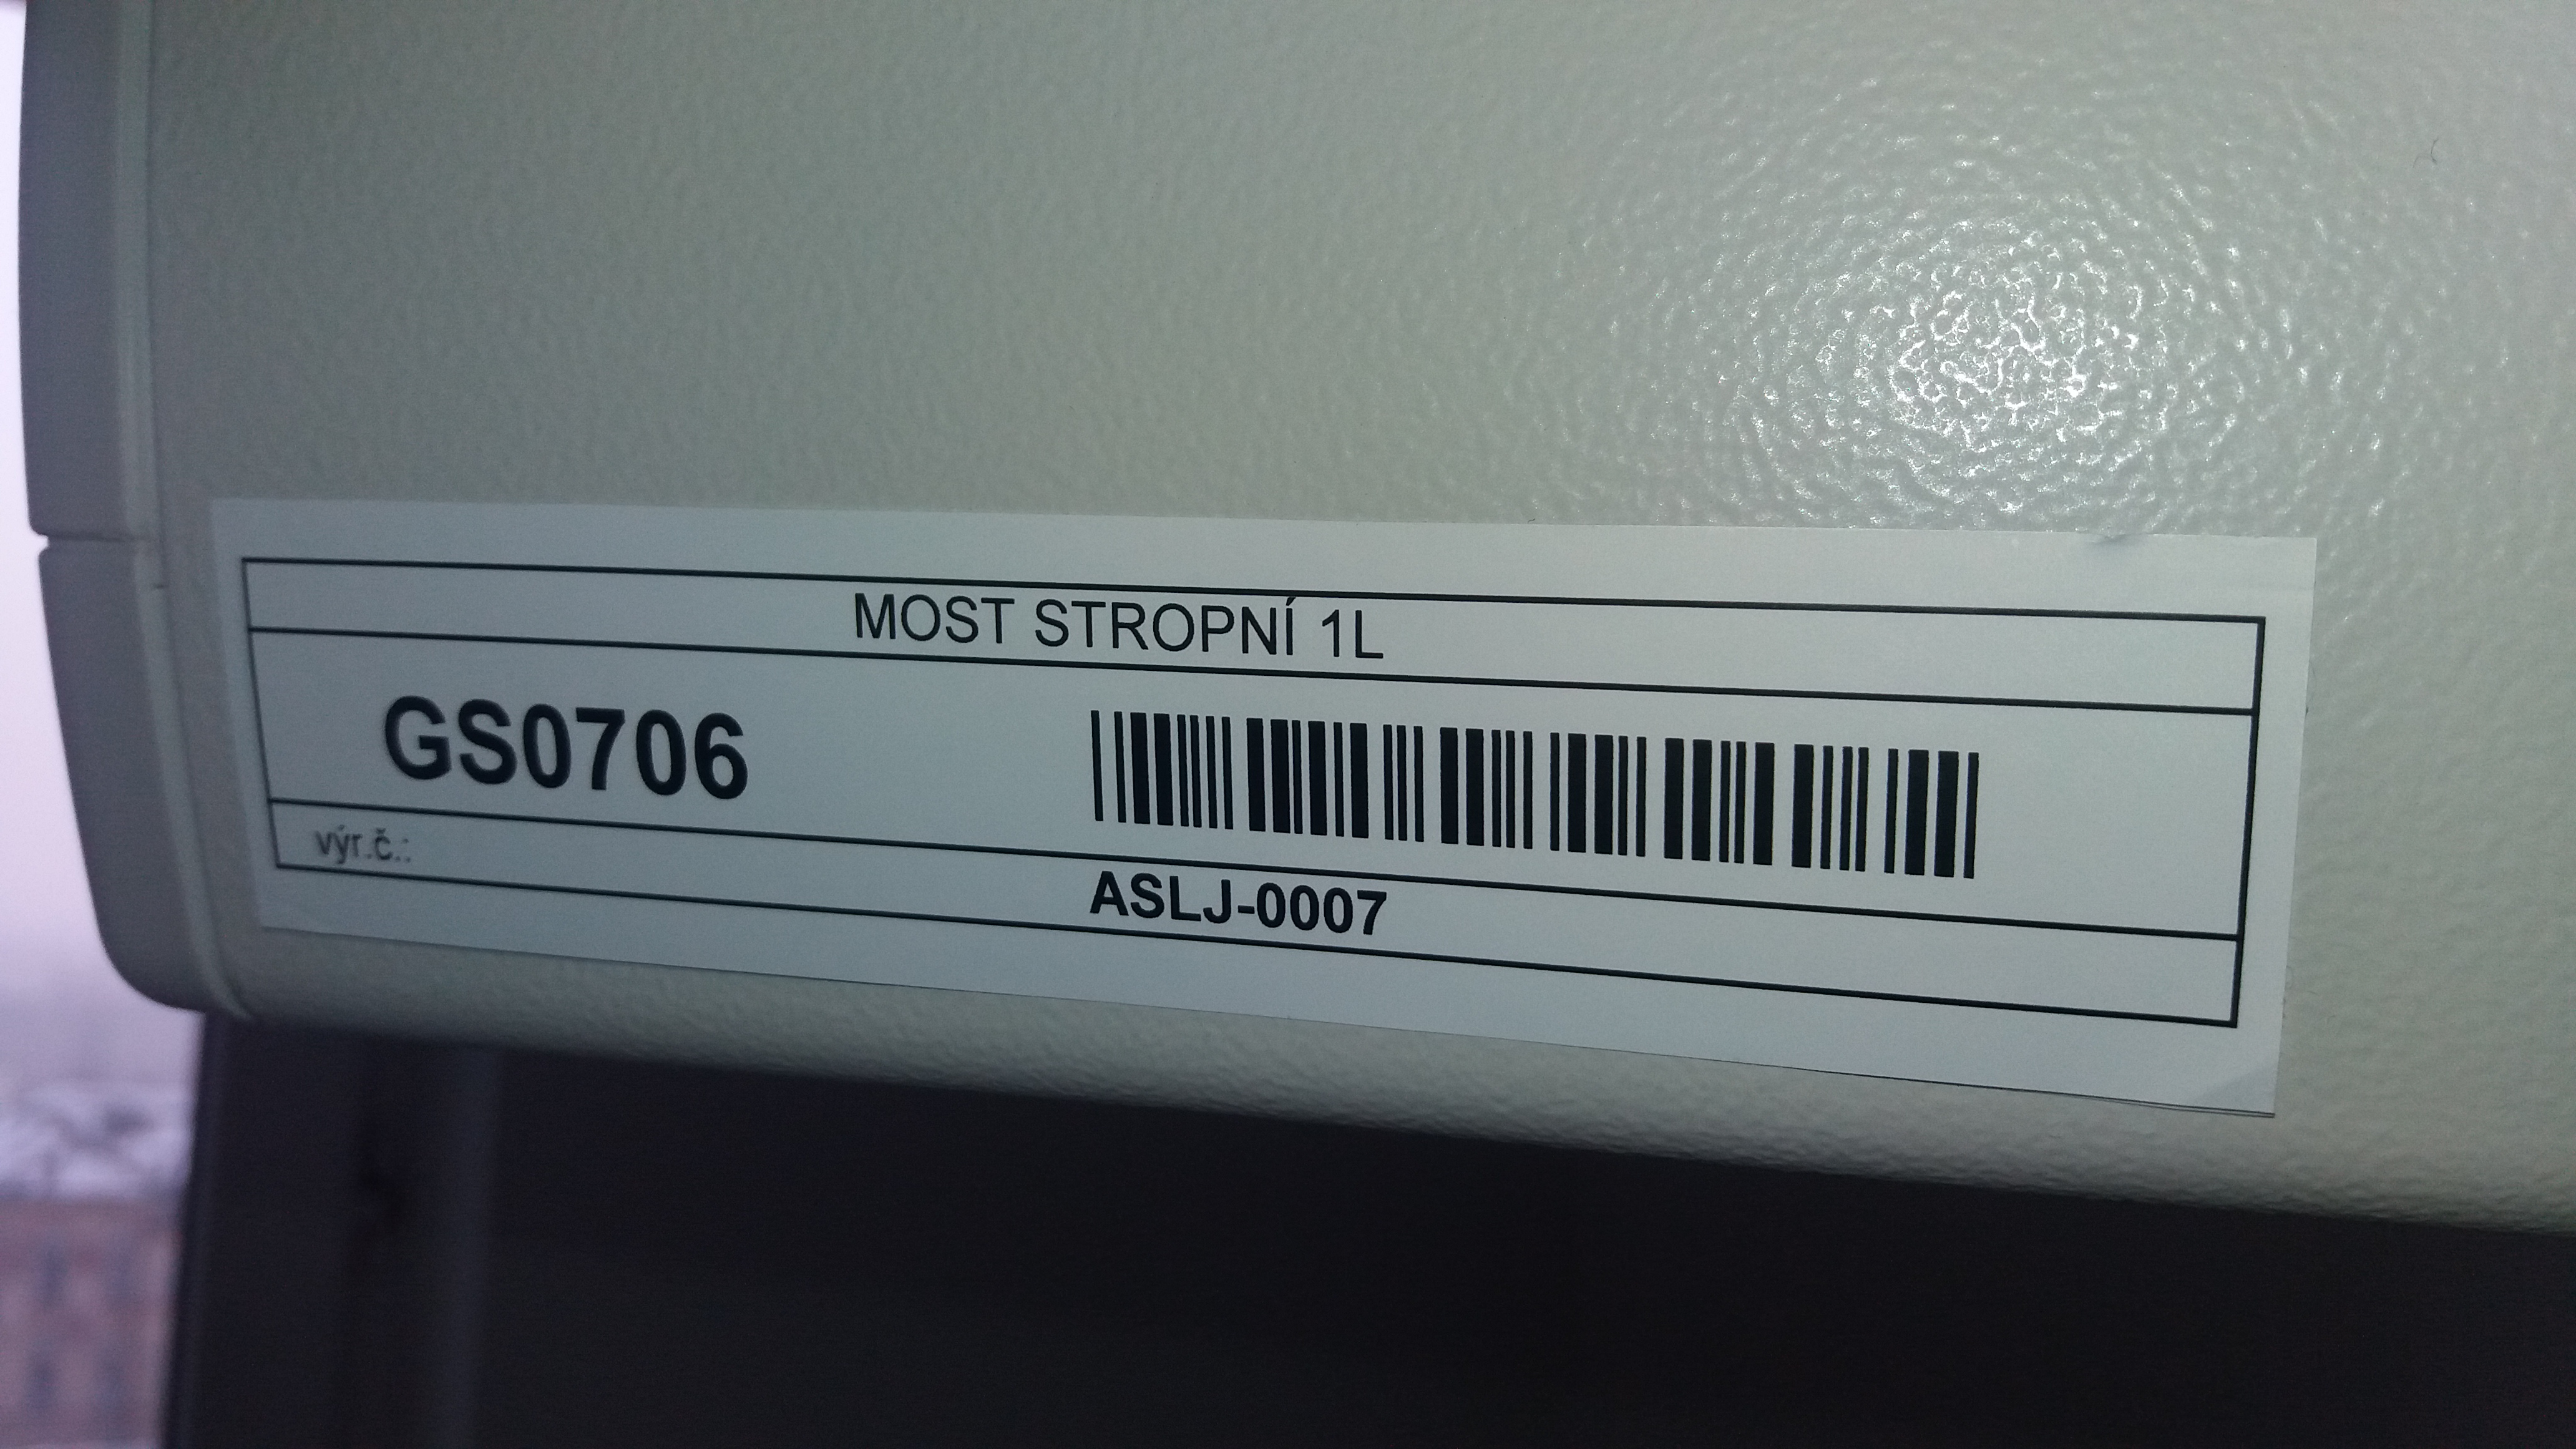 MOST STROPNÍ 1L
GS0706
výr.č.:
ASLJ-0007